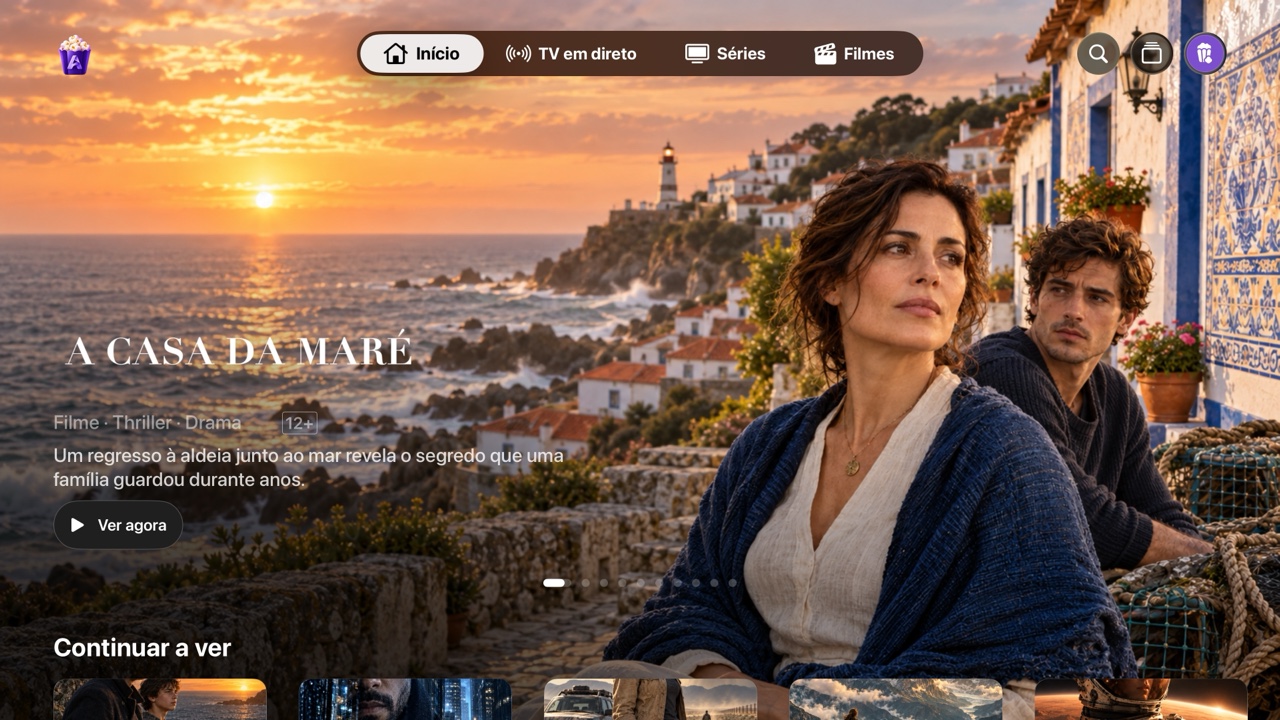 Início
TV em direto
Séries
Filmes
A CASA DA MARÉ
Filme · Thriller · Drama 12+
Um regresso à aldeia junto ao mar revela o segredo que uma
família guardou durante anos.
Ver agora
Continuar a ver